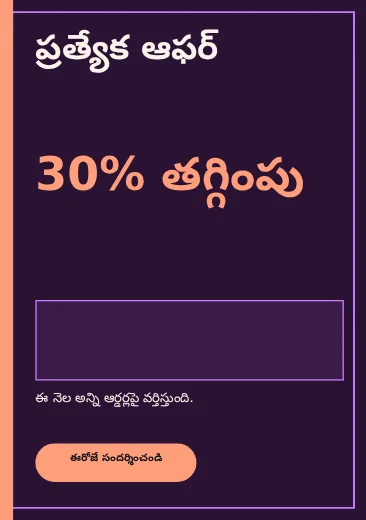 ప్రత్యేక ఆఫర్
30% తగ్గింపు
ఈ నెల అన్ని ఆర్డర్లపై వర్తిస్తుంది.
ఈరోజే సందర్శించండి